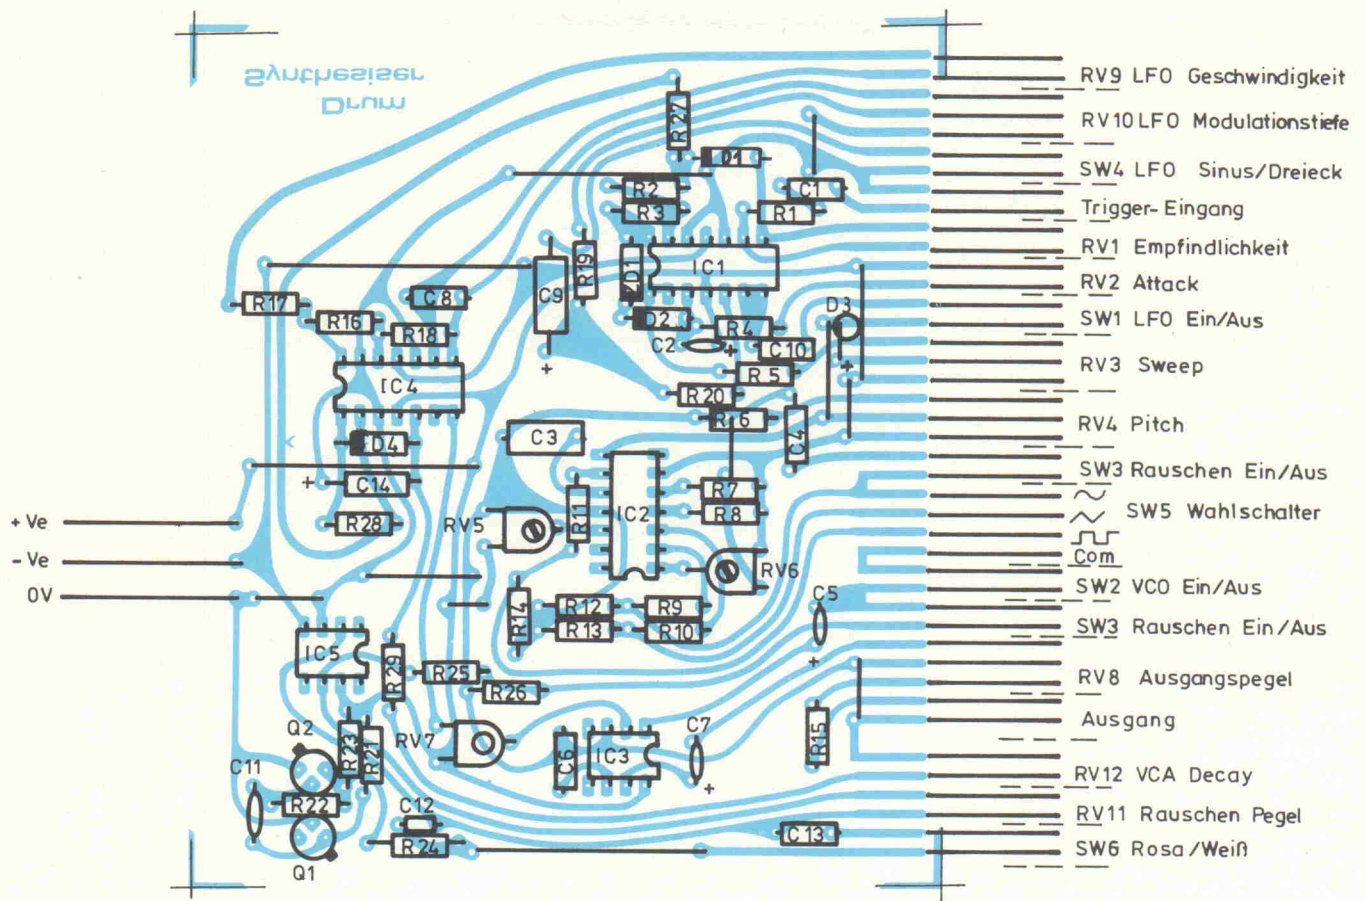 Synthesiser
Drum
RV9 LFO Geschwindigkeit
RV10 LFO Modulationstiefe
SW4 LFO Sinus/Dreieck
Trigger-Eingang
RV1 Empfindlichkeit
RV2 Attack
SW1 LFO Ein/Aus
RV3 Sweep
RV4 Pitch
SW3 Rauschen Ein/Aus
SW5 Wahlschalter
Com
SW2 VCO Ein/Aus
SW3 Rauschen Ein/Aus
RV8 Ausgangspegel
Ausgang
RV12 VCA Decay
RV11 Rauschen Pegel
SW6 Rosa/Weiß
+Ve
-Ve
0V
R27
D1
R2
C1
R3
R1
R19
ZD1
IC1
R17
C8
C9
D2
R4
D3
R16
R18
C2
+
C10
+
+
R5
IC4
R20
R6
C4
D4
C3
+
C14
R7
R28
RV5
R11
IC2
R8
RV6
R14
R12
R9
C5
R13
R10
+
IC5
R29
R25
R26
Q2
R23
R21
RV7
C6
IC3
C7
+
R15
C11
R22
C12
Q1
R24
C13